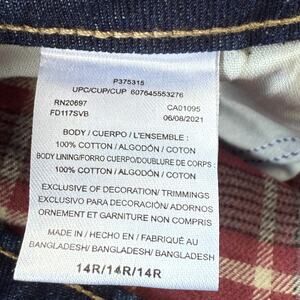 P375315
UPC/CUP/CUP 607645553276
RN20697 CA01095
FD117SVB 06/08/2021
BODY / CUERPO / L'ENSEMBLE :
100% COTTON / ALGODON / COTON
BODY LINING/FORRO CUERPO/DOUBLURE DE CORPS :
100% COTTON / ALGODON / COTON
EXCLUSIVE OF DECORATION/ TRIMMINGS
EXCLUSIVO PARA DECORACIÓN/ ADORNOS
ORNEMENT ET GARNITURE NON COMPRIS
MADE IN / HECHO EN / FABRIQUÉ AU
BANGLADESH/ BANGLADESH/ BANGLADESH
14R/14R/14R